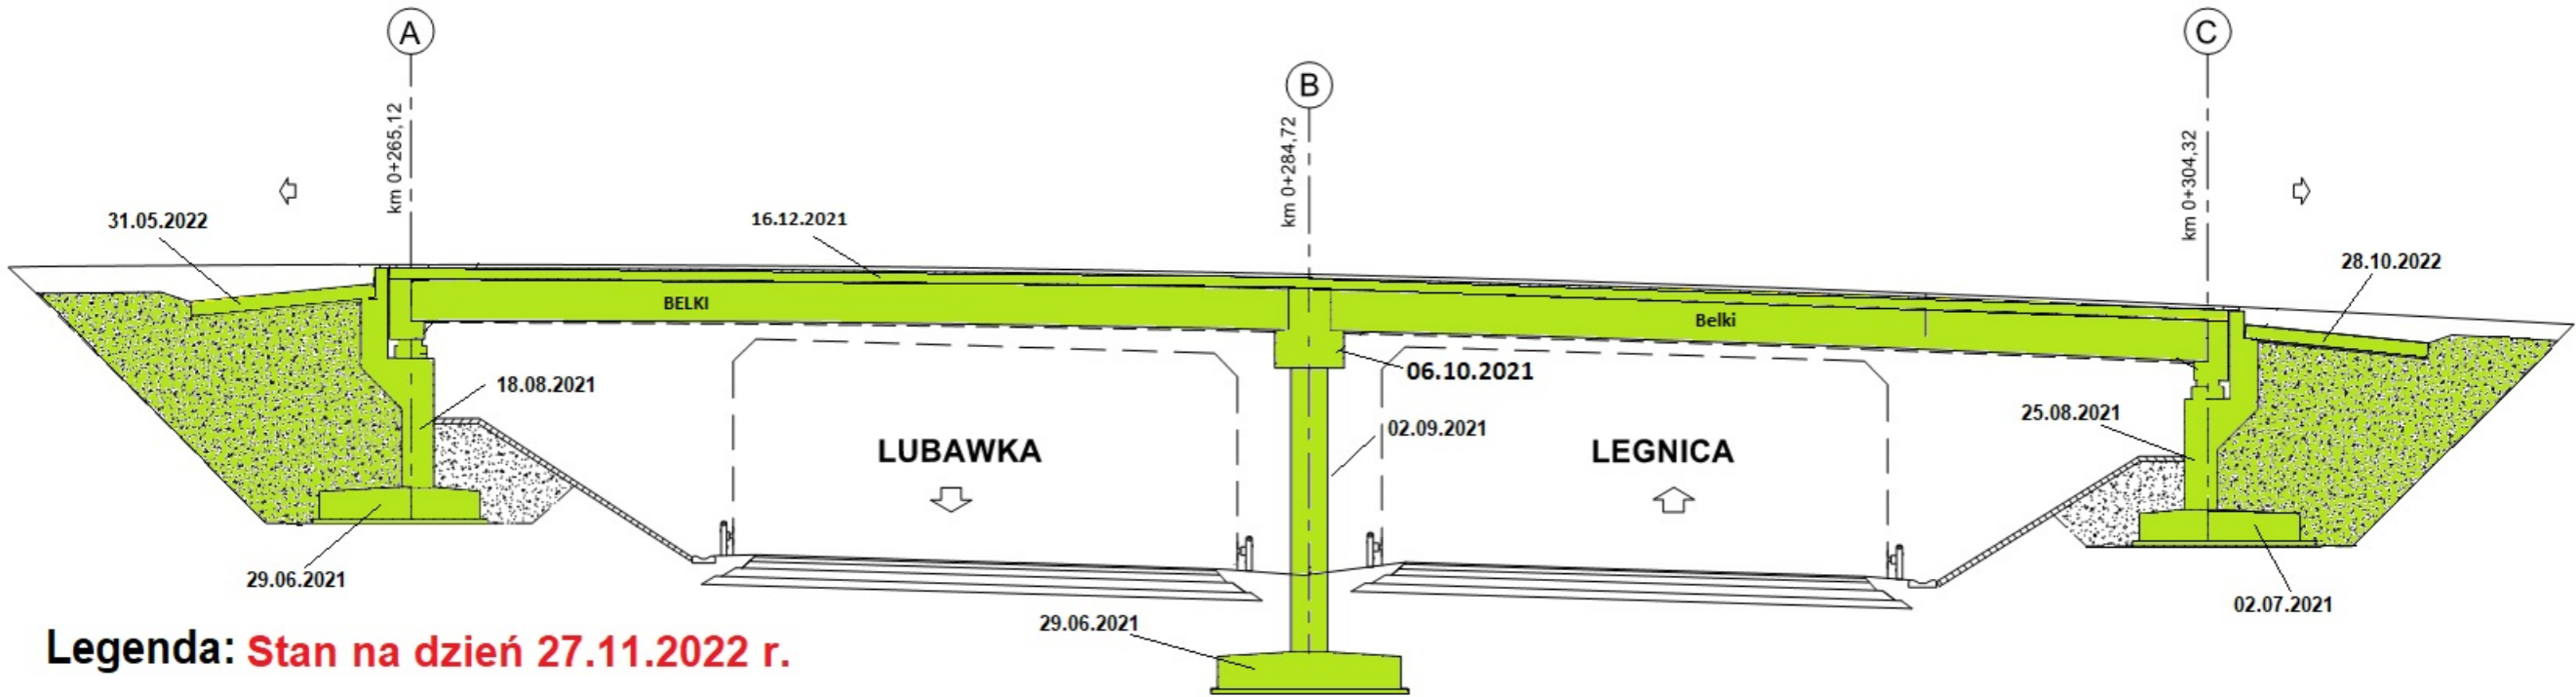 A
B
C
km 0+265,12
km 0+284,72
km 0+304,32
31.05.2022
16.12.2021
28.10.2022
BELKI
Belki
18.08.2021
06.10.2021
02.09.2021
25.08.2021
LUBAWKA
LEGNICA
29.06.2021
29.06.2021
02.07.2021
Legenda: Stan na dzień 27.11.2022 r.